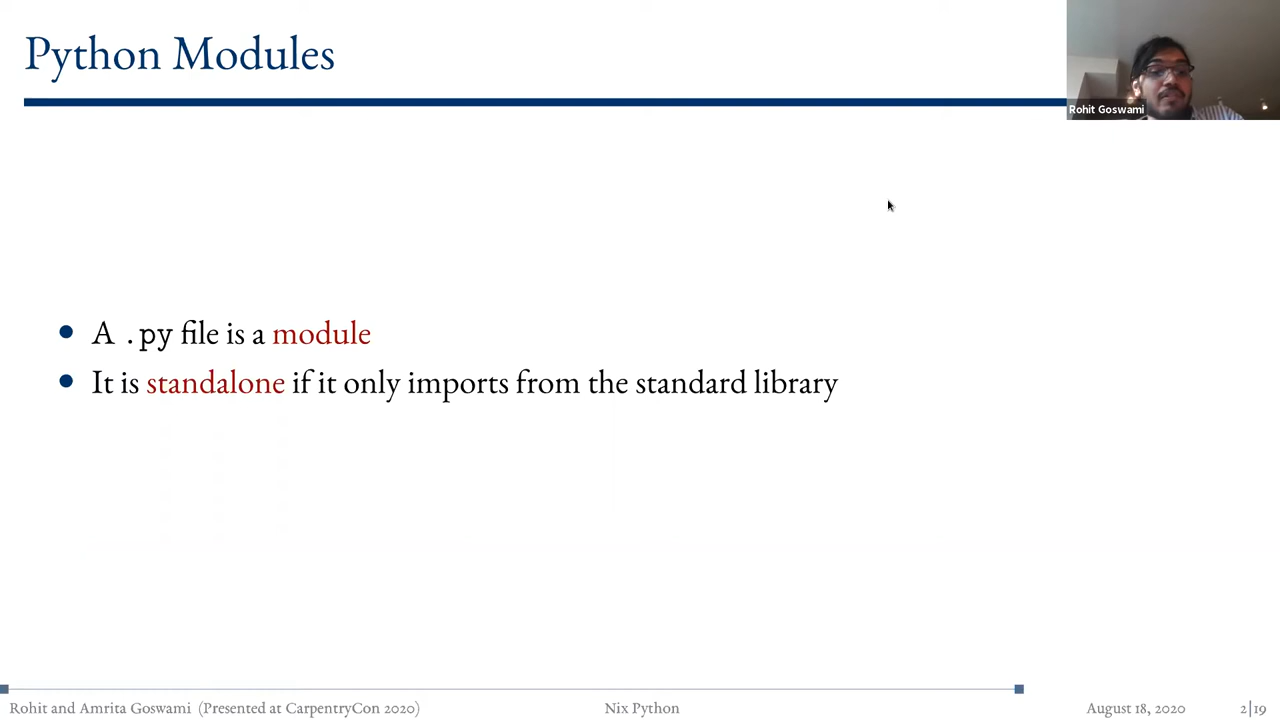 Python Modules
Rohit Goswami
A .py file is a module
It is standalone if it only imports from the standard library
Rohit and Amrita Goswami (Presented at CarpentryCon 2020)
Nix Python
August 18, 2020
2|19